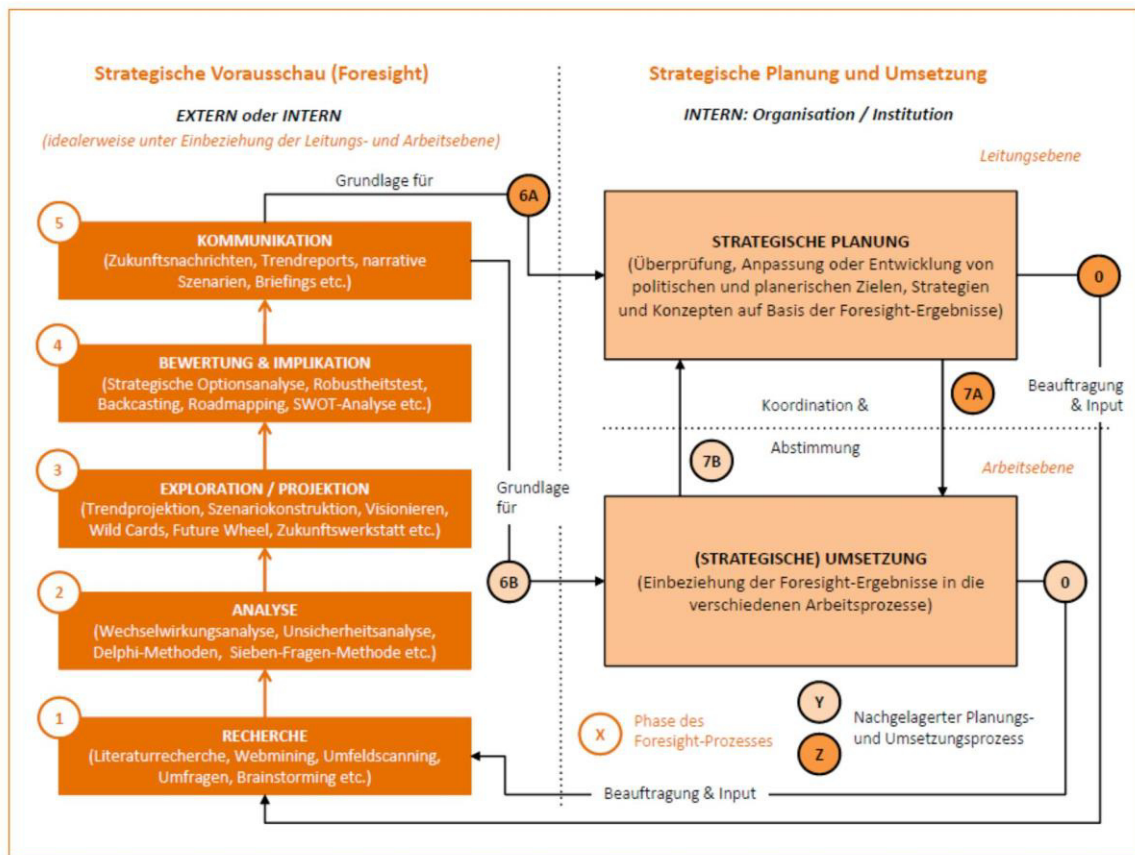 Strategische Vorausschau (Foresight)
EXTERN oder INTERN
(idealerweise unter Einbeziehung der Leitungs- und Arbeitsebene)
Grundlage für
6A
5
KOMMUNIKATION
(Zukunftsnachrichten, Trendreports, narrative
Szenarien, Briefings etc.)
4
BEWERTUNG & IMPLIKATION
(Strategische Optionsanalyse, Robustheitstest,
Backcasting, Roadmapping, SWOT-Analyse etc.)
3
EXPLORATION / PROJEKTION
(Trendprojektion, Szenariokonstruktion, Visionieren,
Wild Cards, Future Wheel, Zukunftswerkstatt etc.)
Grundlage
für
6B
2
ANALYSE
(Wechselwirkungsanalyse, Unsicherheitsanalyse,
Delphi-Methoden, Sieben-Fragen-Methode etc.)
1
RECHERCHE
(Literaturrecherche, Webmining, Umfeldscanning,
Umfragen, Brainstorming etc.)
Strategische Planung und Umsetzung
INTERN: Organisation / Institution
Leitungsebene
STRATEGISCHE PLANUNG
(Überprüfung, Anpassung oder Entwicklung von
politischen und planerischen Zielen, Strategien
und Konzepten auf Basis der Foresight-Ergebnisse)
0
Beauftragung
& Input
7A
Koordination &
Abstimmung
7B
Arbeitsebene
(STRATEGISCHE) UMSETZUNG
(Einbeziehung der Foresight-Ergebnisse in die
verschiedenen Arbeitsprozesse)
0
X
Phase des
Foresight-Prozesses
Y
Z
Nachgelagerter Planungs-
und Umsetzungsprozess
Beauftragung & Input